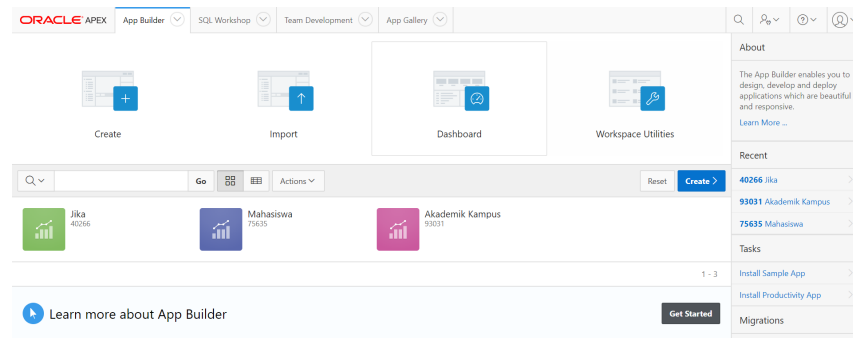 ORACLE APEX App Builder SQL Workshop Team Development App Gallery
Create
Import
Dashboard
Workspace Utilities
Go
Actions
Reset
Create
Jika
40266
Mahasiswa
75635
Akademik Kampus
93031
1 - 3
Learn more about App Builder
Get Started
About
The App Builder enables you to
design, develop and deploy
applications which are beautiful
and responsive.
Learn More ...
Recent
40266 Jika
93031 Akademik Kampus
75635 Mahasiswa
Tasks
Install Sample App
Install Productivity App
Migrations